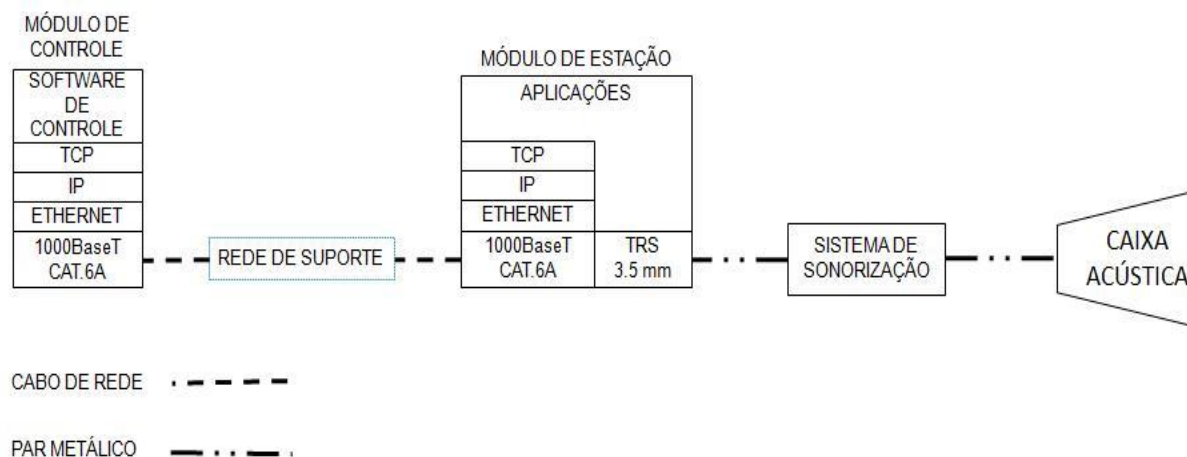 MÓDULO DE
CONTROLE
SOFTWARE
DE
CONTROLE
TCP
IP
ETHERNET
1000BaseT
CAT.6A
REDE DE SUPORTE
MÓDULO DE ESTAÇÃO
APLICAÇÕES
TCP
IP
ETHERNET
1000BaseT
CAT.6A
TRS
3.5 mm
SISTEMA DE
SONORIZAÇÃO
CAIXA
ACÚSTICA
CABO DE REDE
PAR METÁLICO